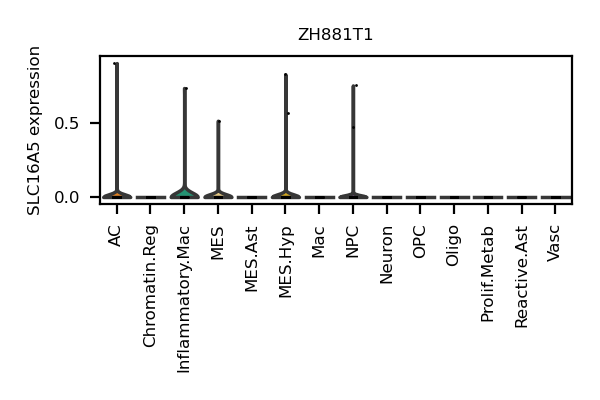 ZH881T1
SLC16A5 expression
0.5
0.0
AC
Chromatin.Reg
Inflammatory.Mac
MES
MES.Ast
MES.Hyp
Mac
NPC
Neuron
OPC
Oligo
Prolif.Metab
Reactive.Ast
Vasc